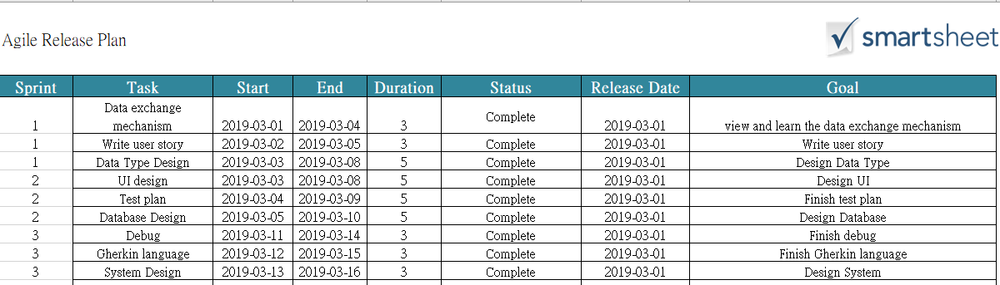 Agile Release Plan
smartsheet
Sprint Task Start End Duration Status Release Date Goal
Data exchange
1 mechanism 2019-03-01 2019-03-04 3 Complete 2019-03-01 view and learn the data exchange mechanism
1 Write user story 2019-03-02 2019-03-05 3 Complete 2019-03-01 Write user story
1 Data Type Design 2019-03-03 2019-03-08 5 Complete 2019-03-01 Design Data Type
2 UI design 2019-03-03 2019-03-08 5 Complete 2019-03-01 Design UI
2 Test plan 2019-03-04 2019-03-09 5 Complete 2019-03-01 Finish test plan
2 Database Design 2019-03-05 2019-03-10 5 Complete 2019-03-01 Design Database
3 Debug 2019-03-11 2019-03-14 3 Complete 2019-03-01 Finish debug
3 Gherkin language 2019-03-12 2019-03-15 3 Complete 2019-03-01 Finish Gherkin language
3 System Design 2019-03-13 2019-03-16 3 Complete 2019-03-01 Design System